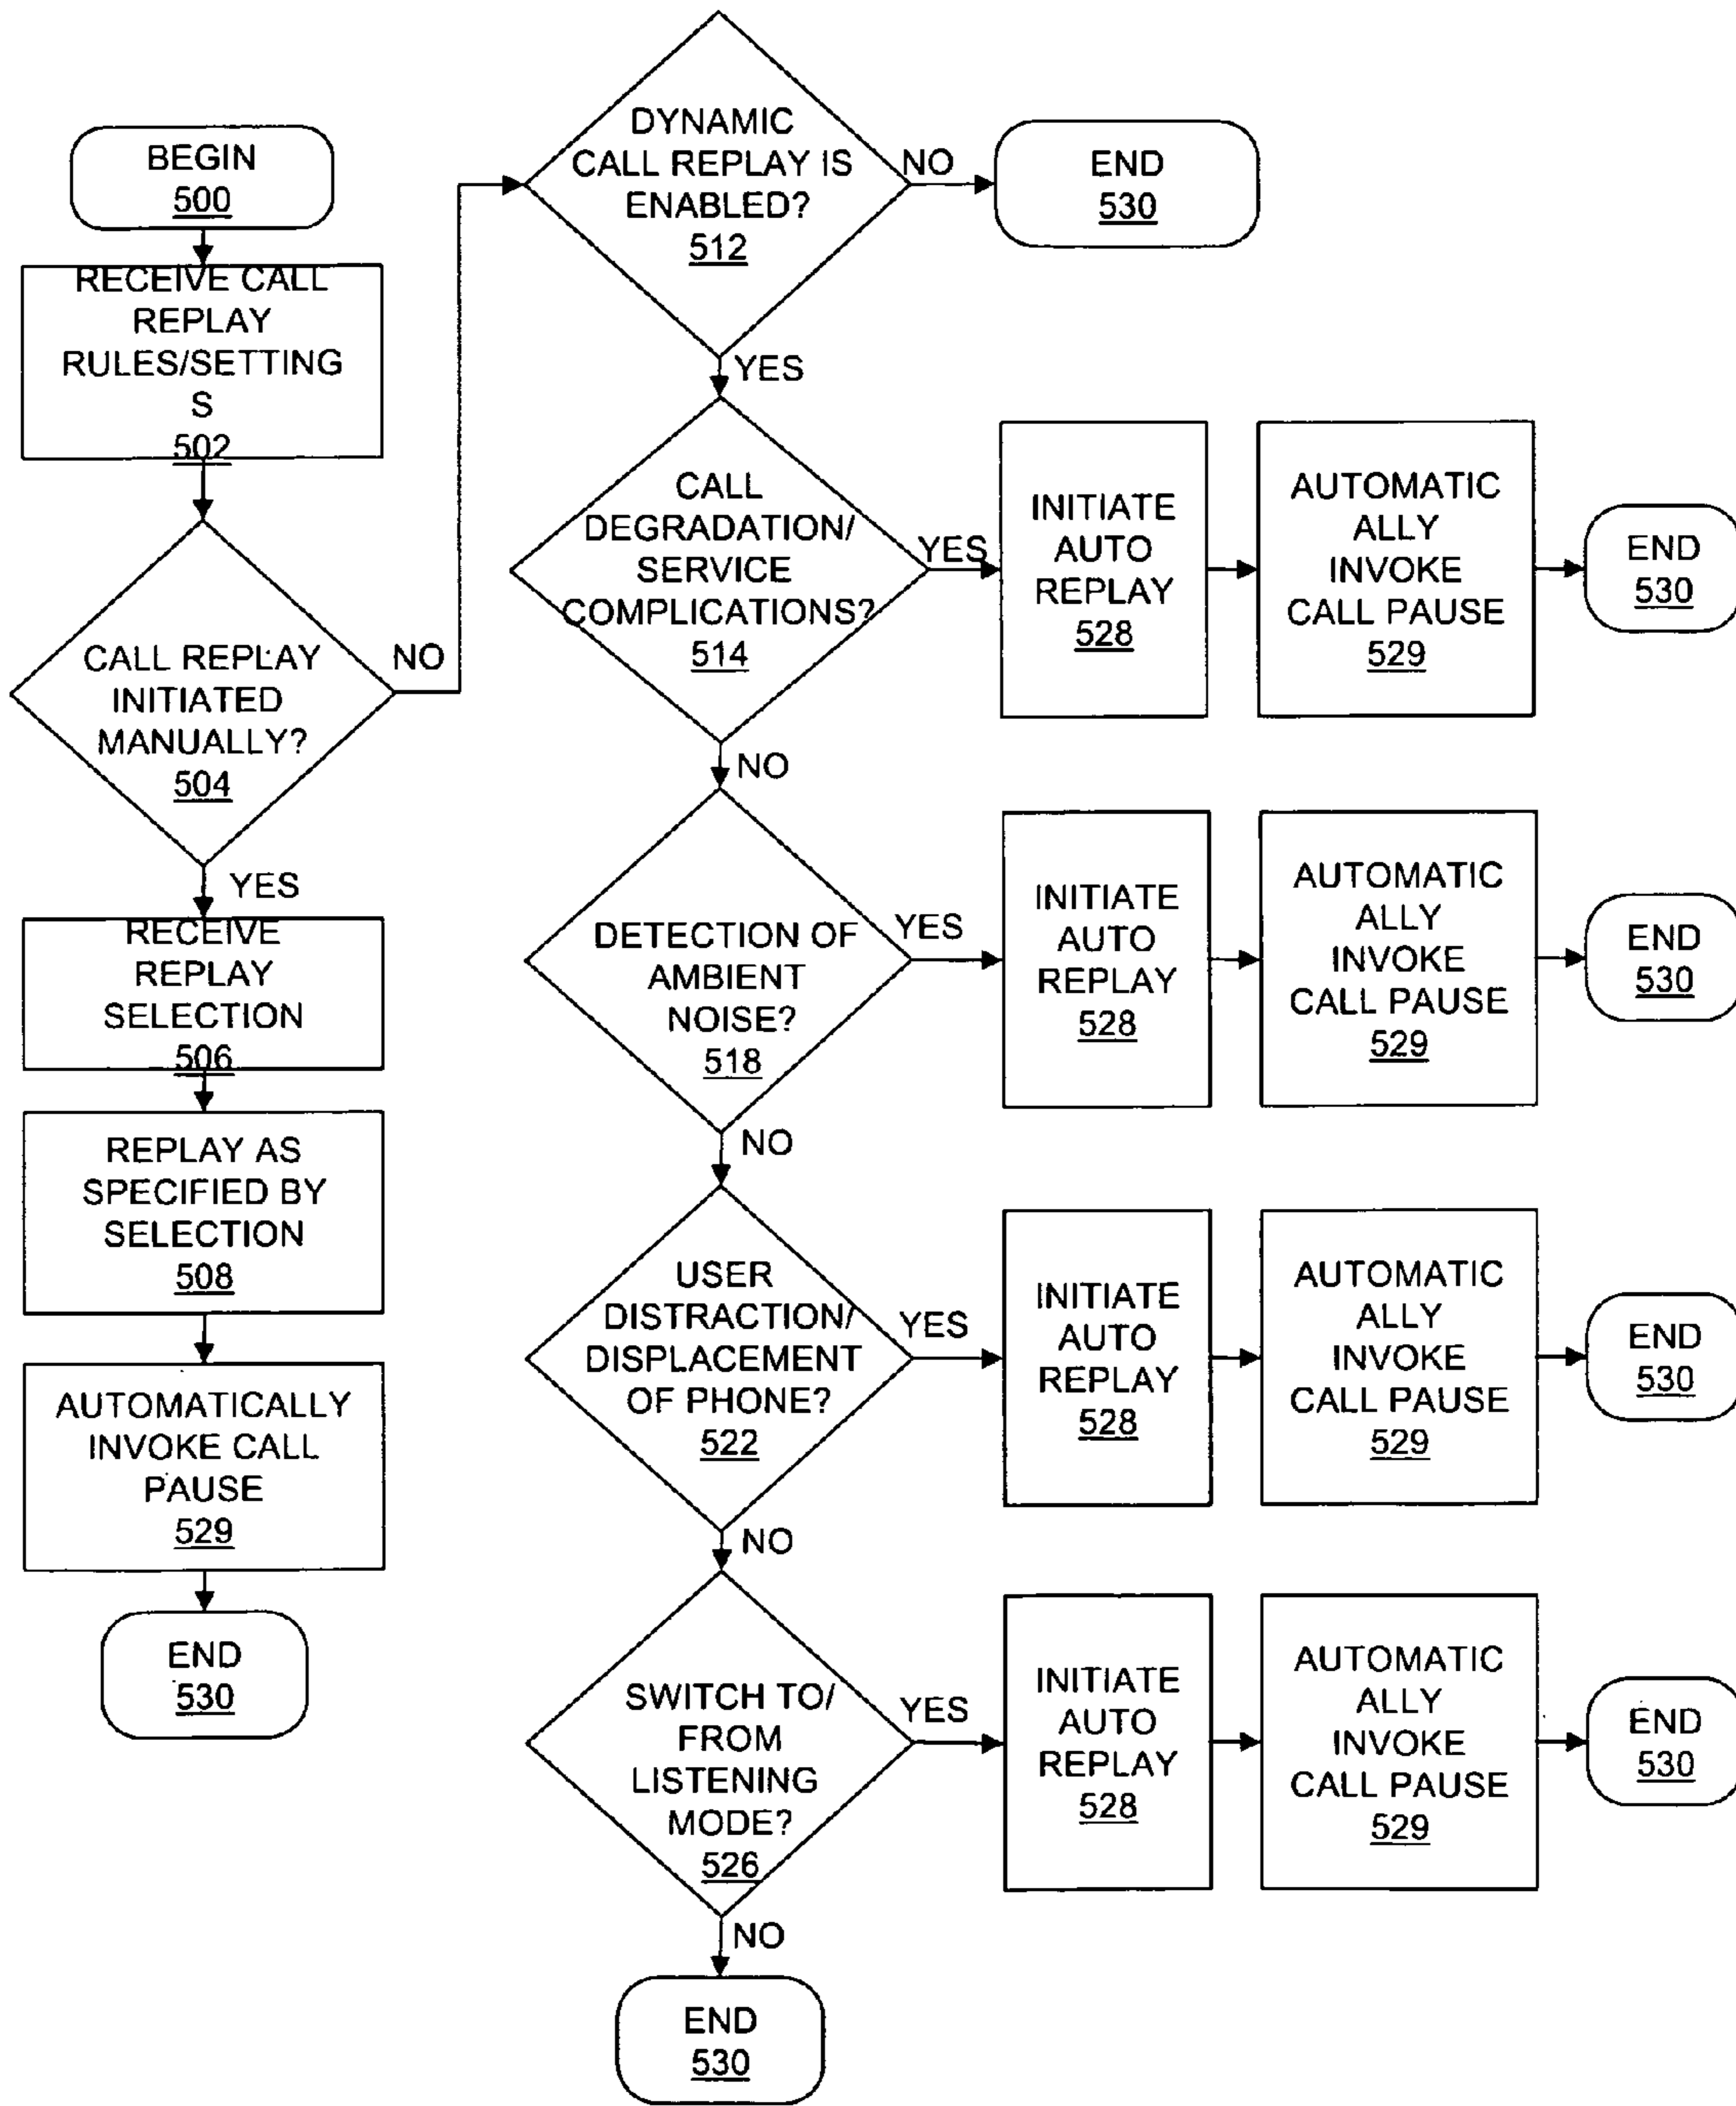 BEGIN
500
RECEIVE CALL
REPLAY
RULES/SETTING
S
502
CALL REPLAY
INITIATED
MANUALLY?
504
NO
YES
RECEIVE
REPLAY
SELECTION
506
REPLAY AS
SPECIFIED BY
SELECTION
508
AUTOMATICALLY
INVOKE CALL
PAUSE
529
END
530
DYNAMIC
CALL REPLAY IS
ENABLED?
512
NO
END
530
YES
CALL
DEGRADATION/
SERVICE
COMPLICATIONS?
514
YES
INITIATE
AUTO
REPLAY
528
AUTOMATIC
ALLY
INVOKE
CALL PAUSE
529
END
530
NO
DETECTION OF
AMBIENT
NOISE?
518
YES
INITIATE
AUTO
REPLAY
528
AUTOMATIC
ALLY
INVOKE
CALL PAUSE
529
END
530
NO
USER
DISTRACTION/
DISPLACEMENT
OF PHONE?
522
YES
INITIATE
AUTO
REPLAY
528
AUTOMATIC
ALLY
INVOKE
CALL PAUSE
529
END
530
NO
SWITCH TO/
FROM
LISTENING
MODE?
526
YES
INITIATE
AUTO
REPLAY
528
AUTOMATIC
ALLY
INVOKE
CALL PAUSE
529
END
530
NO
END
530